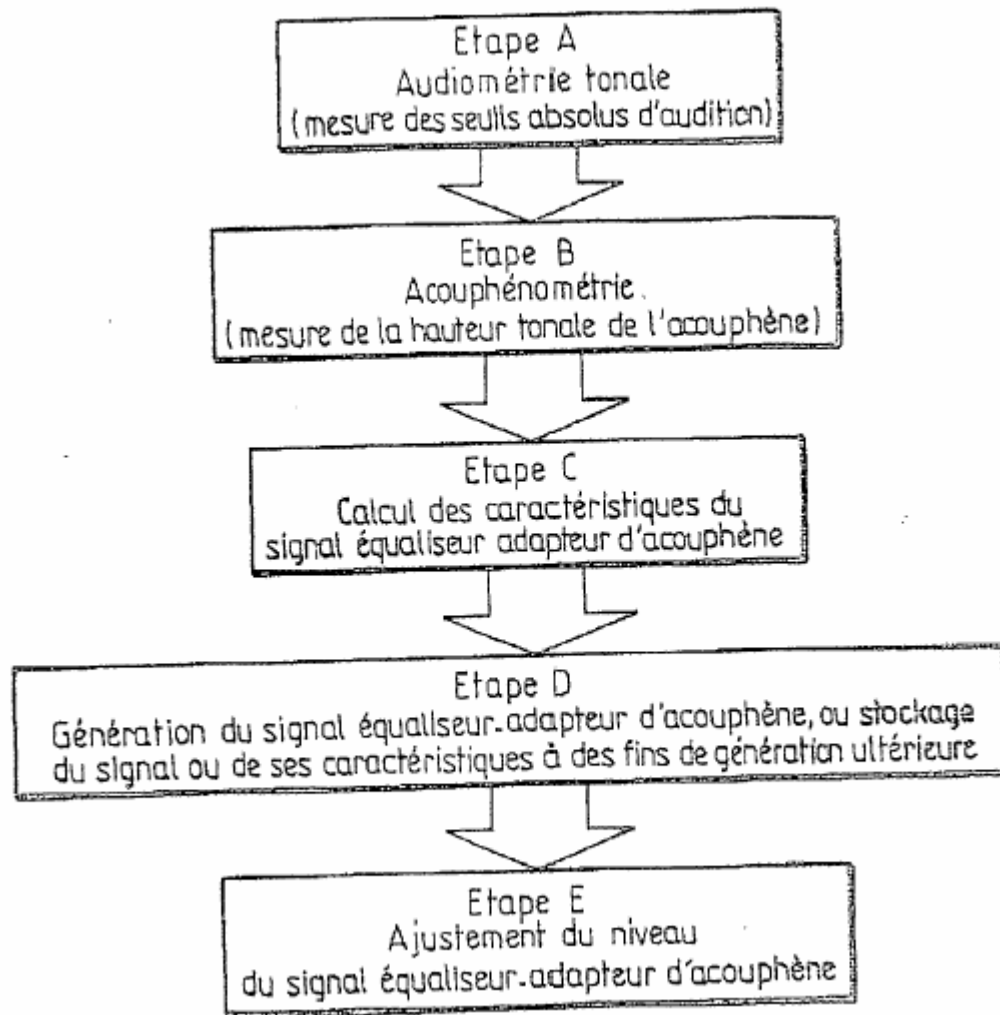 Etape A
Audiométrie tonale
(mesure des seuils absolus d'audition)
Etape B
Acouphénométrie.
(mesure de la hauteur tonale de l'acouphène)
Etape C
Calcul des caractéristiques du
signal équaliseur adapteur d'acouphène
Etape D
Génération du signal équaliseur-adapteur d'acouphène, ou stockage
du signal ou de ses caractéristiques à des fins de génération ultérieure
Etape E
Ajustement du niveau
du signal équaliseur-adapteur d'acouphène